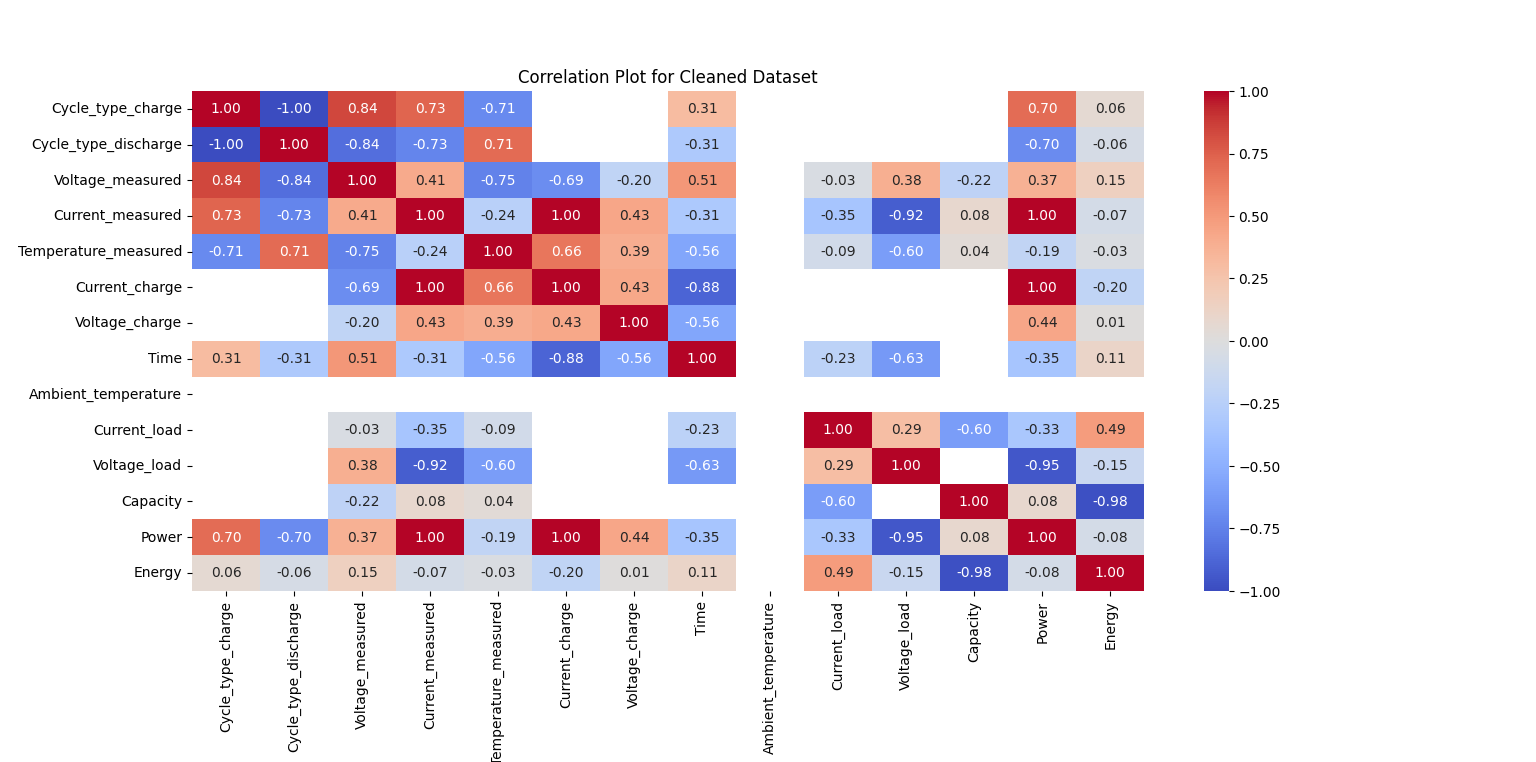 Correlation Plot for Cleaned Dataset
Cycle_type_charge 1.00 -1.00 0.84 0.73 -0.71 0.31 0.70 0.06
Cycle_type_discharge -1.00 1.00 -0.84 -0.73 0.71 -0.31 -0.70 -0.06
Voltage_measured 0.84 -0.84 1.00 0.41 -0.75 -0.69 -0.20 0.51 -0.03 0.38 -0.22 0.37 0.15
Current_measured 0.73 -0.73 0.41 1.00 -0.24 1.00 0.43 -0.31 -0.35 -0.92 0.08 1.00 -0.07
Temperature_measured -0.71 0.71 -0.75 -0.24 1.00 0.66 0.39 -0.56 -0.09 -0.60 0.04 -0.19 -0.03
Current_charge -0.69 1.00 0.66 1.00 0.43 -0.88 1.00 -0.20
Voltage_charge -0.20 0.43 0.39 0.43 1.00 -0.56 0.44 0.01
Time 0.31 -0.31 0.51 -0.31 -0.56 -0.88 -0.56 1.00 -0.23 -0.63 -0.35 0.11
Ambient_temperature
Current_load -0.03 -0.35 -0.09 -0.23 1.00 0.29 -0.60 -0.33 0.49
Voltage_load 0.38 -0.92 -0.60 -0.63 0.29 1.00 -0.95 -0.15
Capacity -0.22 0.08 0.04 -0.60 1.00 0.08 -0.98
Power 0.70 -0.70 0.37 1.00 -0.19 1.00 0.44 -0.35 -0.33 -0.95 0.08 1.00 -0.08
Energy 0.06 -0.06 0.15 -0.07 -0.03 -0.20 0.01 0.11 0.49 -0.15 -0.98 -0.08 1.00
Cycle_type_charge
Cycle_type_discharge
Voltage_measured
Current_measured
Temperature_measured
Current_charge
Voltage_charge
Time
Ambient_temperature
Current_load
Voltage_load
Capacity
Power
Energy
1.00
0.75
0.50
0.25
0.00
−0.25
−0.50
−0.75
−1.00